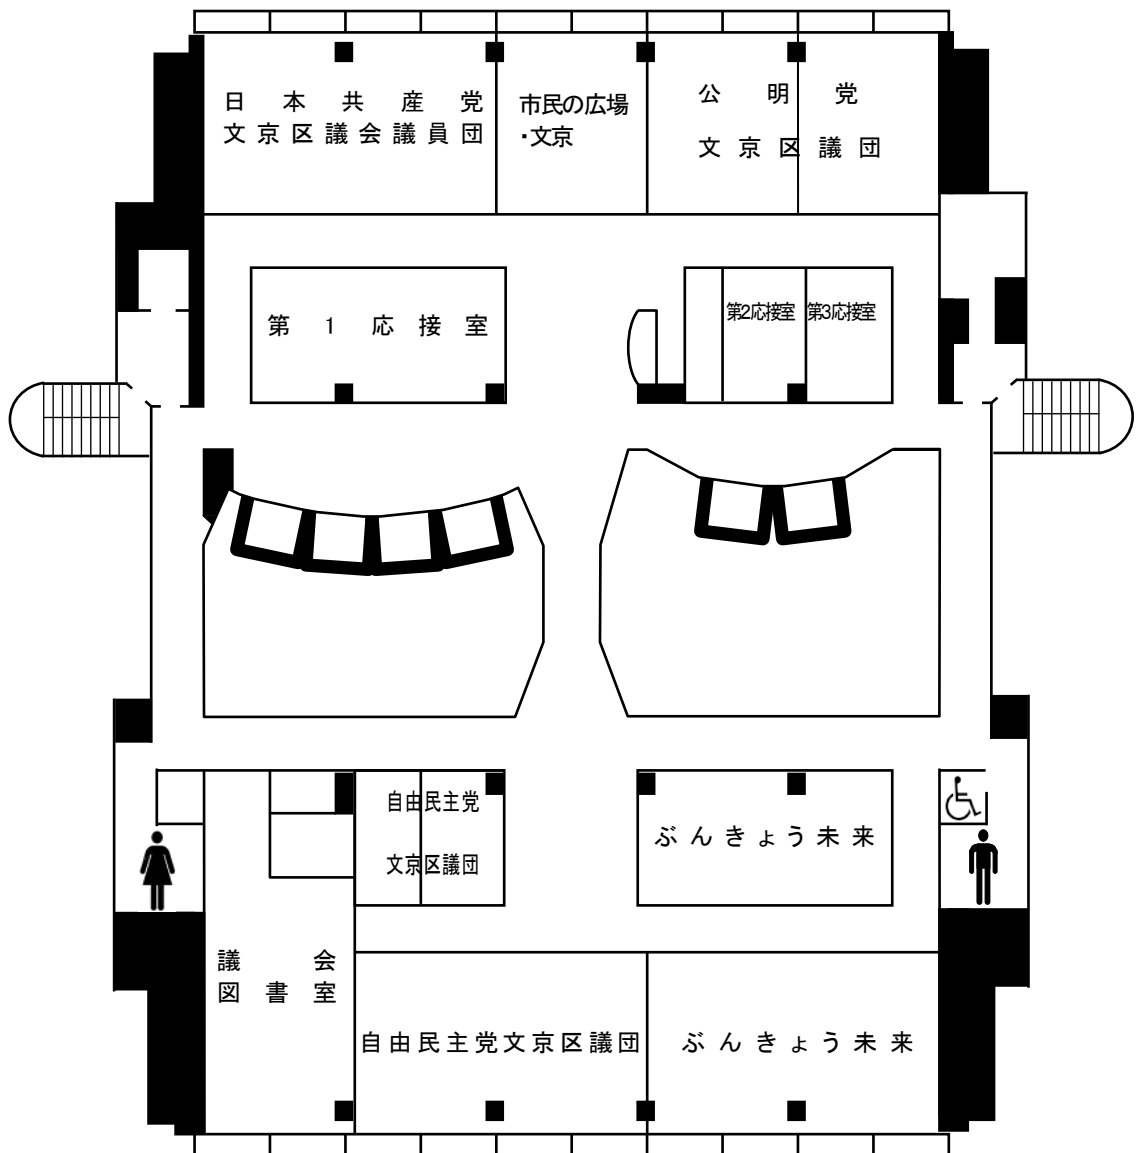 日本共産党
文京区議会議員団
市民の広場
・文京
公明党
文京区議団
第1応接室
第2応接室
第3応接室
自由民主党
文京区議団
ぶんきょう未来
議会
図書室
自由民主党文京区議団
ぶんきょう未来